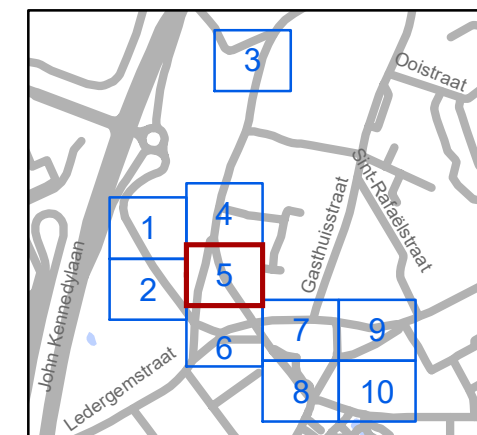 3
Ooistraat
Sint-Rafaëlstraat
Gasthuisstraat
1
4
John Kennedylaan
2
5
7
9
6
Ledergemstraat
8
10